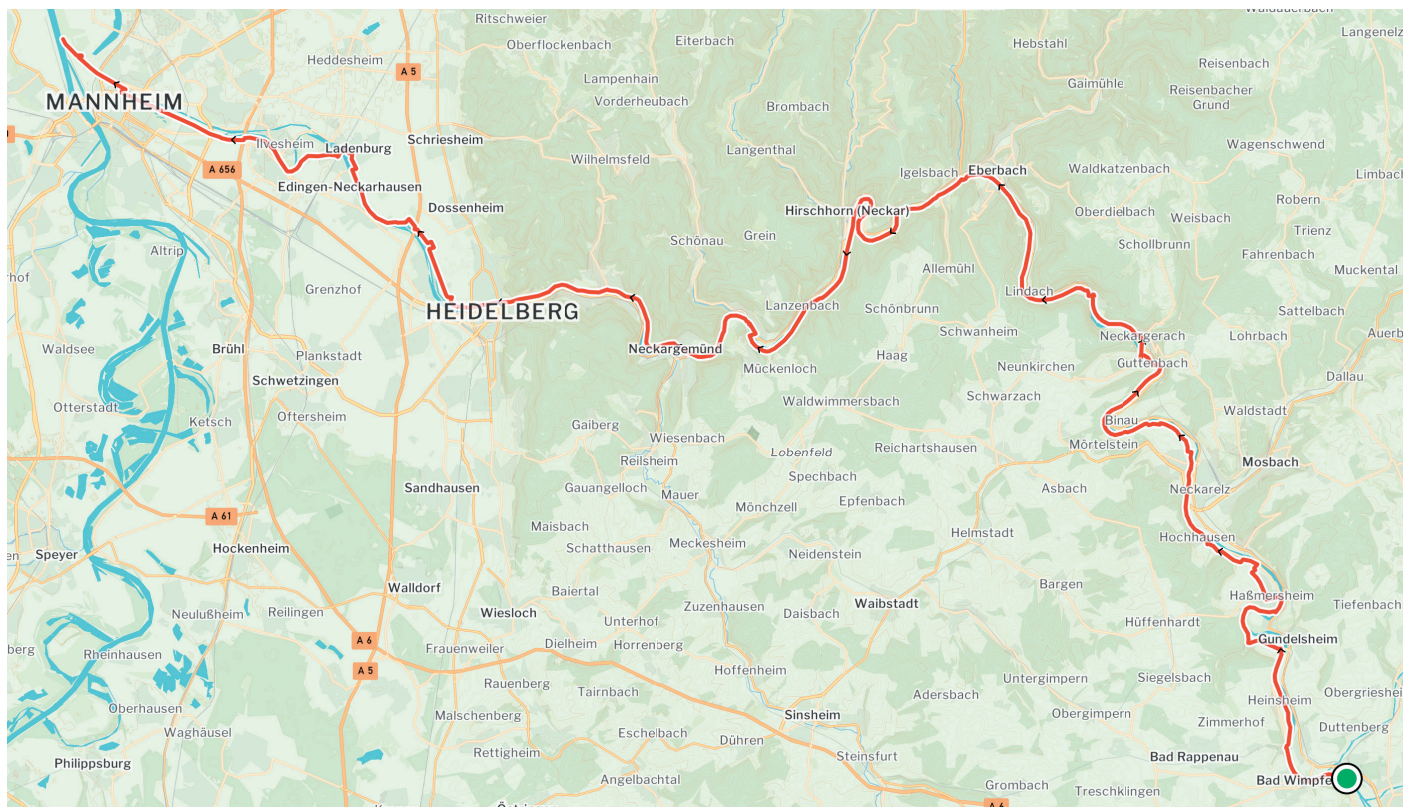 Ritschweier
Waldauerbach
Langenelz
Oberflockenbach
Eiterbach
Hebstahl
Heddesheim
A 5
Lampenhain
Gaimühle
Reisenbach
Reisenbacher
Grund
MANNHEIM
Vorderheubach
Brombach
Schriesheim
Ilvesheim
Ladenburg
Langenthal
Wagenschwend
A 656
Wilhelmsfeld
Igelsbach
Eberbach
Waldkatzenbach
Limbach
Edingen-Neckarhausen
Robern
Dossenheim
Hirschhorn (Neckar)
Oberdielbach
Weisbach
Trienz
Altrip
Schönau
Grein
Schollbrunn
Fahrenbach
rhof
Allemühl
Muckental
Grenzhof
Lindach
HEIDELBERG
Lanzenbach
Schönbrunn
Sattelbach
Waldsee
Brühl
Plankstadt
Neckargemünd
Schwanheim
Neckargerach
Lohrbach
Auerb
Haag
Guttenbach
Schwetzingen
Mückenloch
Neunkirchen
Dallau
Otterstadt
Ketsch
Oftersheim
Waldwimmersbach
Schwarzach
Waldstadt
Gaiberg
Wiesenbach
Binau
Mörtelstein
Reilsheim
Lobenfeld
Reichartshausen
Mosbach
Sandhausen
Gauangelloch
Mauer
Spechbach
Asbach
Neckarelz
Mönchzell
Epfenbach
A 61
Maisbach
Helmstadt
Speyer
Hockenheim
Schatthausen
Meckesheim
Neidenstein
Hochhausen
Walldorf
Baiertal
Bargen
Haßmersheim
Neulußheim
Reilingen
Wiesloch
Unterhof
Zuzenhausen
Daisbach
Waibstadt
Hüffenhardt
Tiefenbach
berg
Rheinhausen
A 6
Frauenweiler
Dielheim
Horrenberg
Gundelsheim
A 5
Hoffenheim
Rauenberg
Tairnbach
Untergimpern
Siegelsbach
Oberhausen
Adersbach
Heinsheim
Obergriesheim
Malschenberg
Sinsheim
Obergimpern
Zimmerhof
Duttenberg
Waghäusel
Eschelbach
Dühren
Rettigheim
Steinsfurt
Bad Rappenau
Philippsburg
Angelbachtal
Grombach
Treschklingen
Bad Wimpfe
A 6